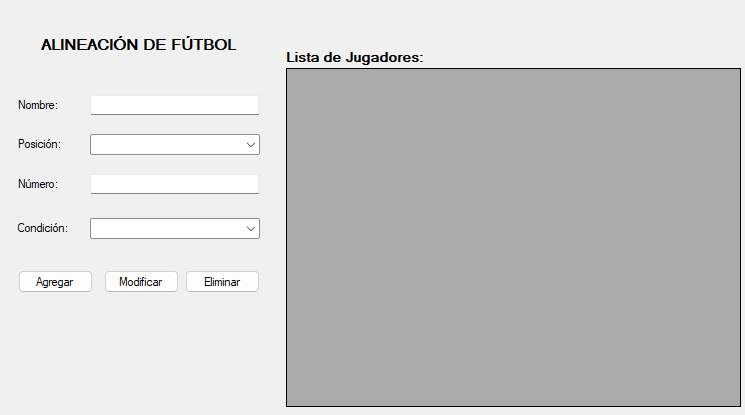 ALINEACIÓN DE FÚTBOL
Lista de Jugadores:
Nombre:
Posición:
Número:
Condición:
Agregar Modificar Eliminar